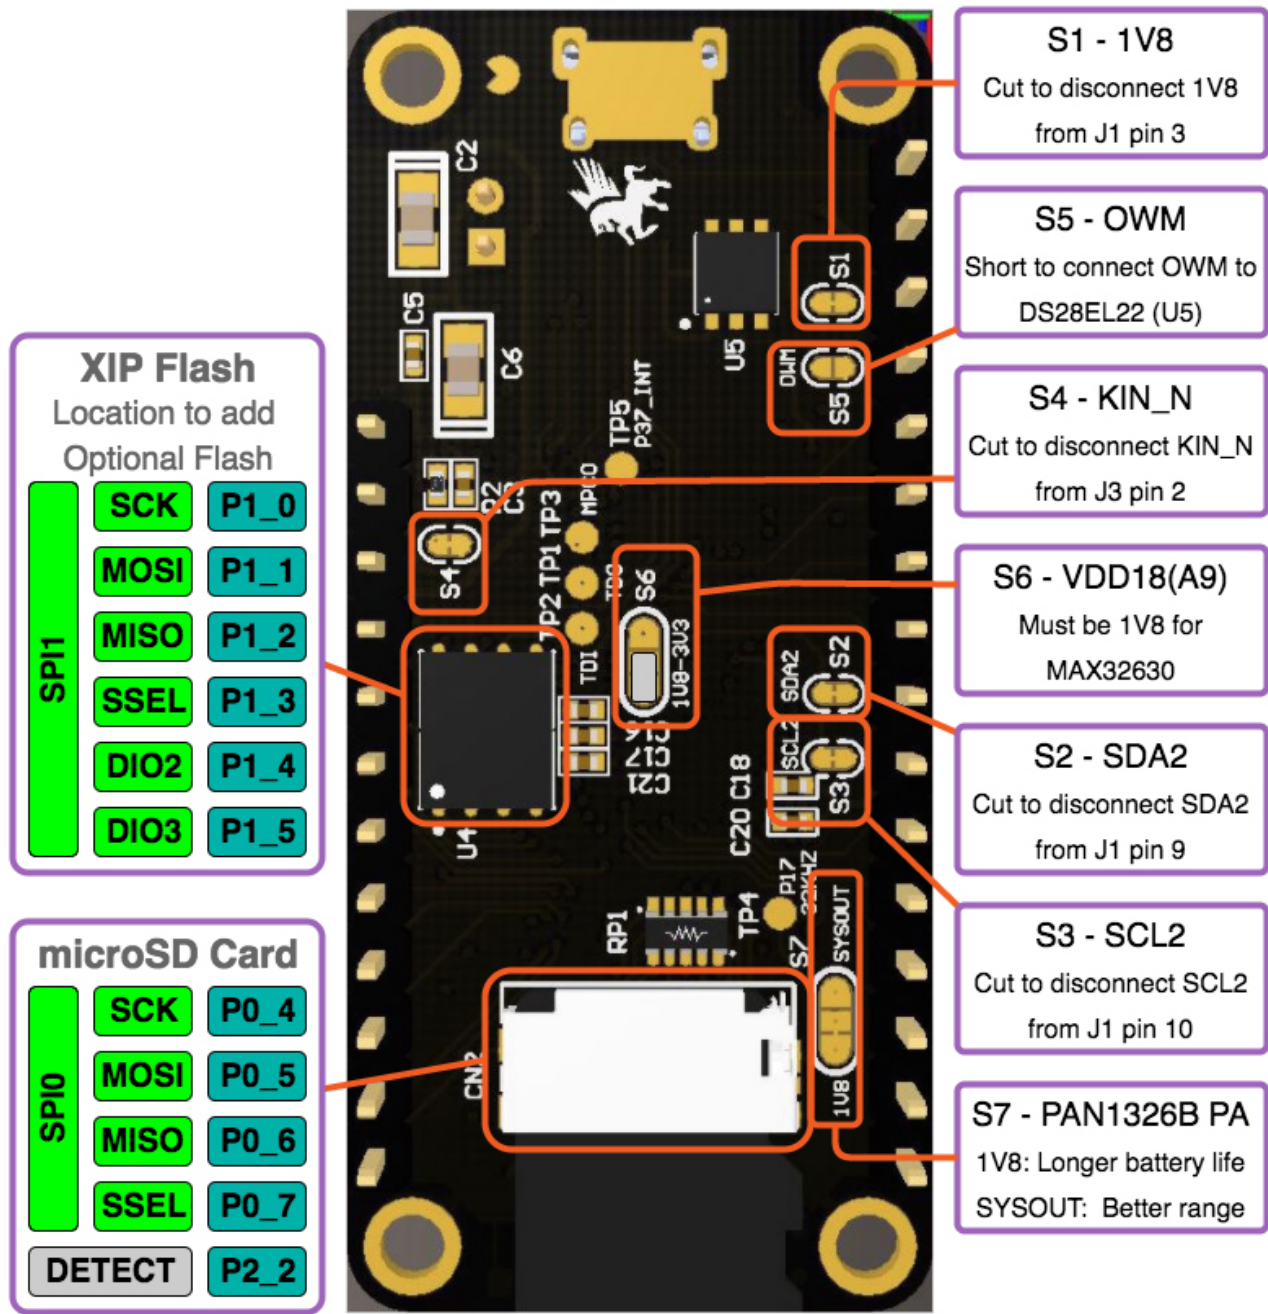 XIP Flash
Location to add
Optional Flash
SPI1
SCK P1_0
MOSI P1_1
MISO P1_2
SSEL P1_3
DIO2 P1_4
DIO3 P1_5
microSD Card
SPI0
SCK P0_4
MOSI P0_5
MISO P0_6
SSEL P0_7
DETECT P2_2
C2
C5
C6
U5
S1
OWM
S5
TP5
P37_INT
C3
S4
MPGO
TP3
TP1
TP2
TDI
S6
1V8-3V3
C17
C21
U4
SDA2
S2
SCL2
S3
C20 C18
P17
32KHZ
TP4
RP1
S7
SYSOUT
1V8
CN2
S1 - 1V8
Cut to disconnect 1V8
from J1 pin 3
S5 - OWM
Short to connect OWM to
DS28EL22 (U5)
S4 - KIN_N
Cut to disconnect KIN_N
from J3 pin 2
S6 - VDD18(A9)
Must be 1V8 for
MAX32630
S2 - SDA2
Cut to disconnect SDA2
from J1 pin 9
S3 - SCL2
Cut to disconnect SCL2
from J1 pin 10
S7 - PAN1326B PA
1V8: Longer battery life
SYSOUT: Better range